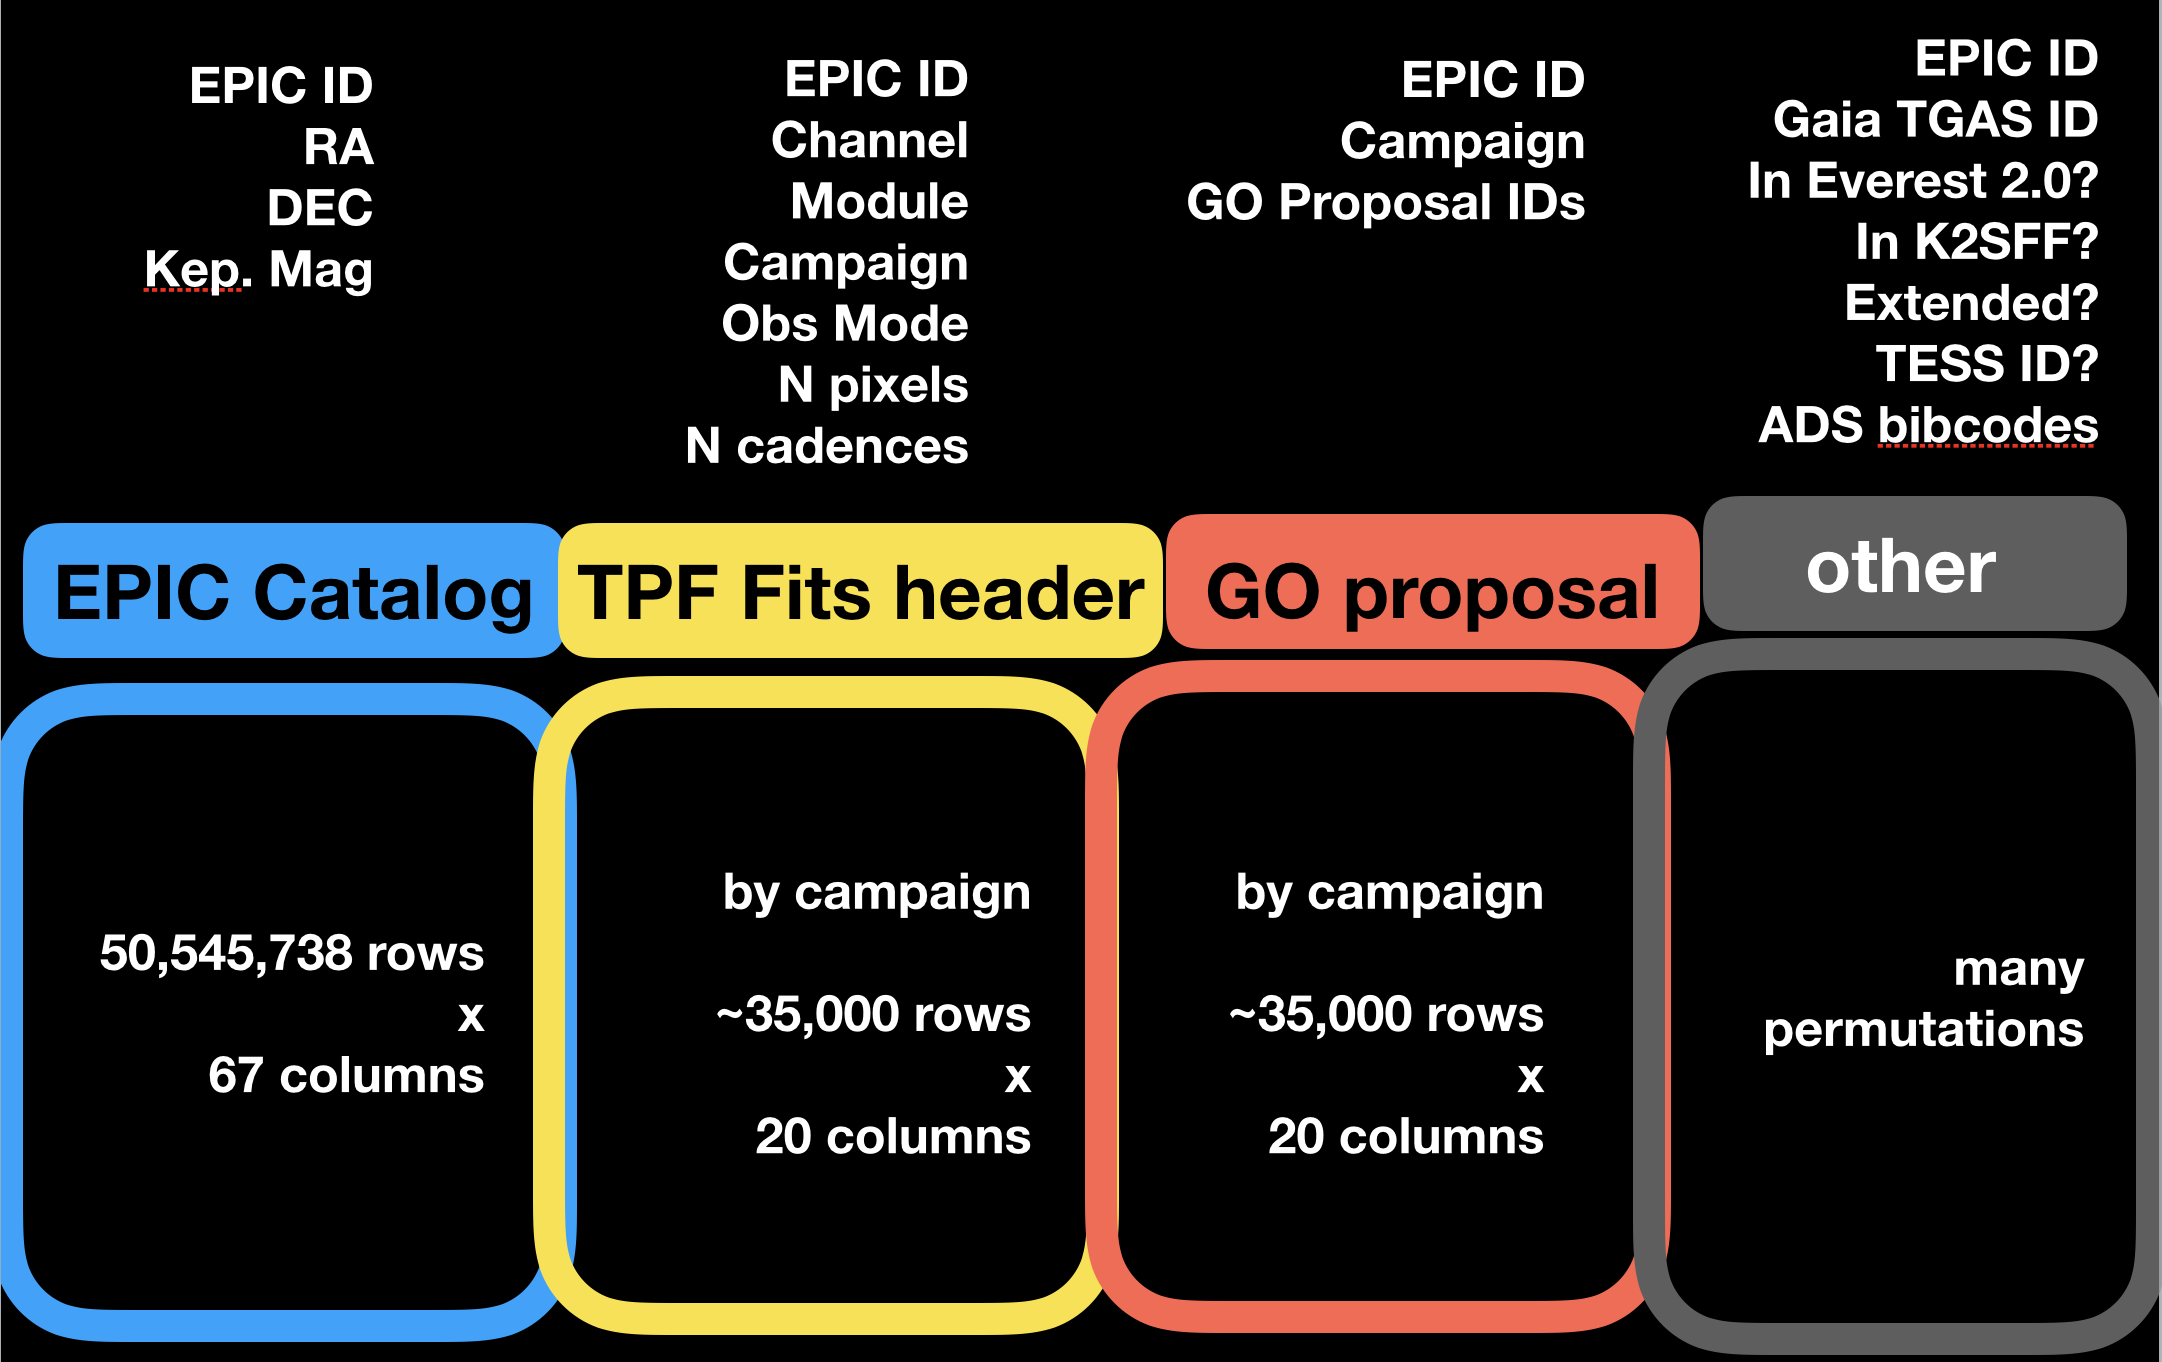 EPIC ID
RA
DEC
Kep. Mag
EPIC ID
Channel
Module
Campaign
Obs Mode
N pixels
N cadences
EPIC ID
Campaign
GO Proposal IDs
EPIC ID
Gaia TGAS ID
In Everest 2.0?
In K2SFF?
Extended?
TESS ID?
ADS bibcodes
EPIC Catalog
TPF Fits header
GO proposal
other
50,545,738 rows
x
67 columns
by campaign
~35,000 rows
x
20 columns
by campaign
~35,000 rows
x
20 columns
many
permutations